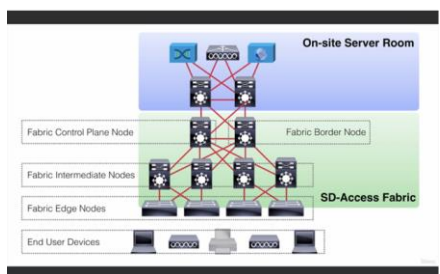 On-site Server Room
Fabric Control Plane Node
Fabric Border Node
Fabric Intermediate Nodes
SD-Access Fabric
Fabric Edge Nodes
End User Devices